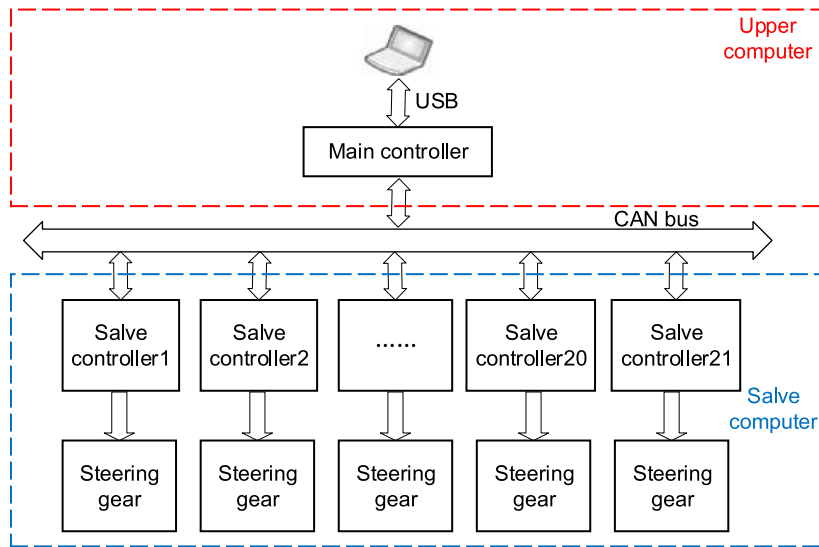 Upper
computer
USB
Main controller
CAN bus
Salve
controller1
Salve
controller2
......
Salve
controller20
Salve
controller21
Salve
computer
Steering
gear
Steering
gear
Steering
gear
Steering
gear
Steering
gear